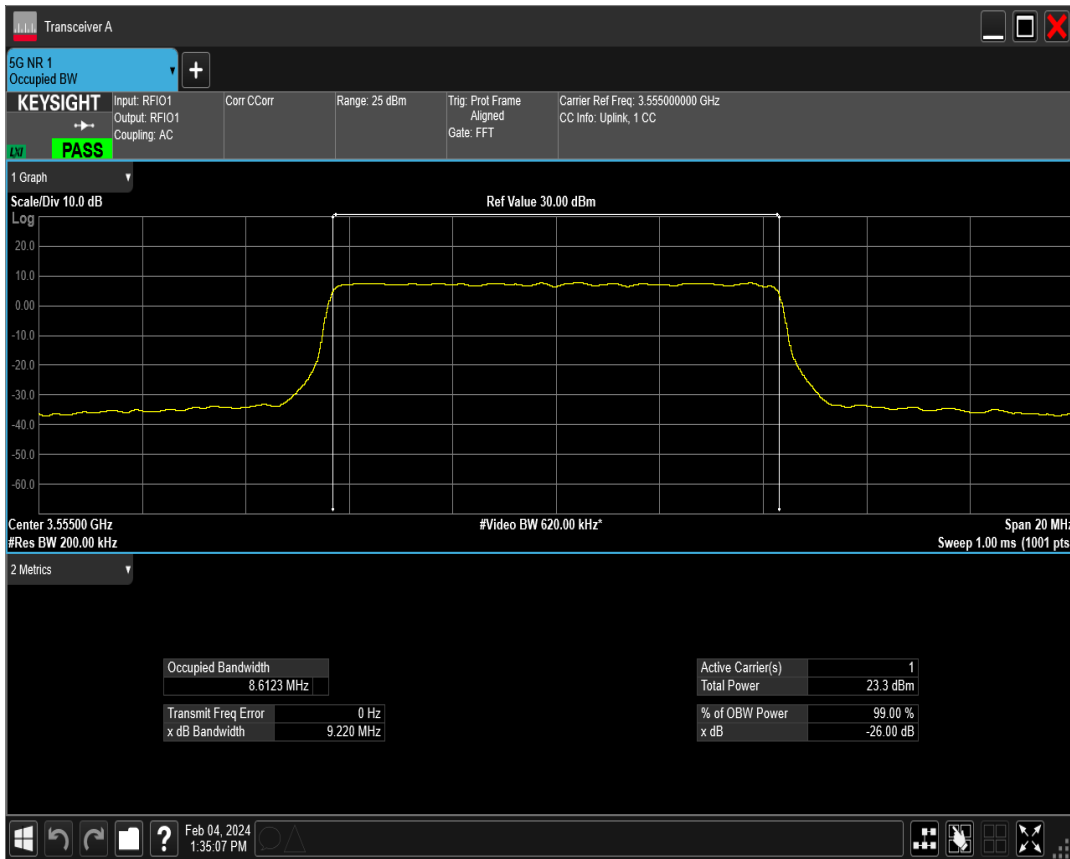 Transceiver A
5G NR 1
Occupied BW
KEYSIGHT
LXI
PASS
Input: RFIO1
Output: RFIO1
Coupling: AC
Corr CCorr
Range: 25 dBm
Trig: Prot Frame
Aligned
Gate: FFT
Carrier Ref Freq: 3.555000000 GHz
CC Info: Uplink, 1 CC
1 Graph
Scale/Div 10.0 dB
Ref Value 30.00 dBm
Log
20.0
10.0
0.00
-10.0
-20.0
-30.0
-40.0
-50.0
-60.0
Center 3.55500 GHz
#Video BW 620.00 kHz*
Span 20 MHz
#Res BW 200.00 kHz
Sweep 1.00 ms (1001 pts
2 Metrics
Occupied Bandwidth
8.6123 MHz
Transmit Freq Error 0 Hz
x dB Bandwidth 9.220 MHz
Active Carrier(s) 1
Total Power 23.3 dBm
% of OBW Power 99.00 %
x dB -26.00 dB
?
Feb 04, 2024
1:35:07 PM